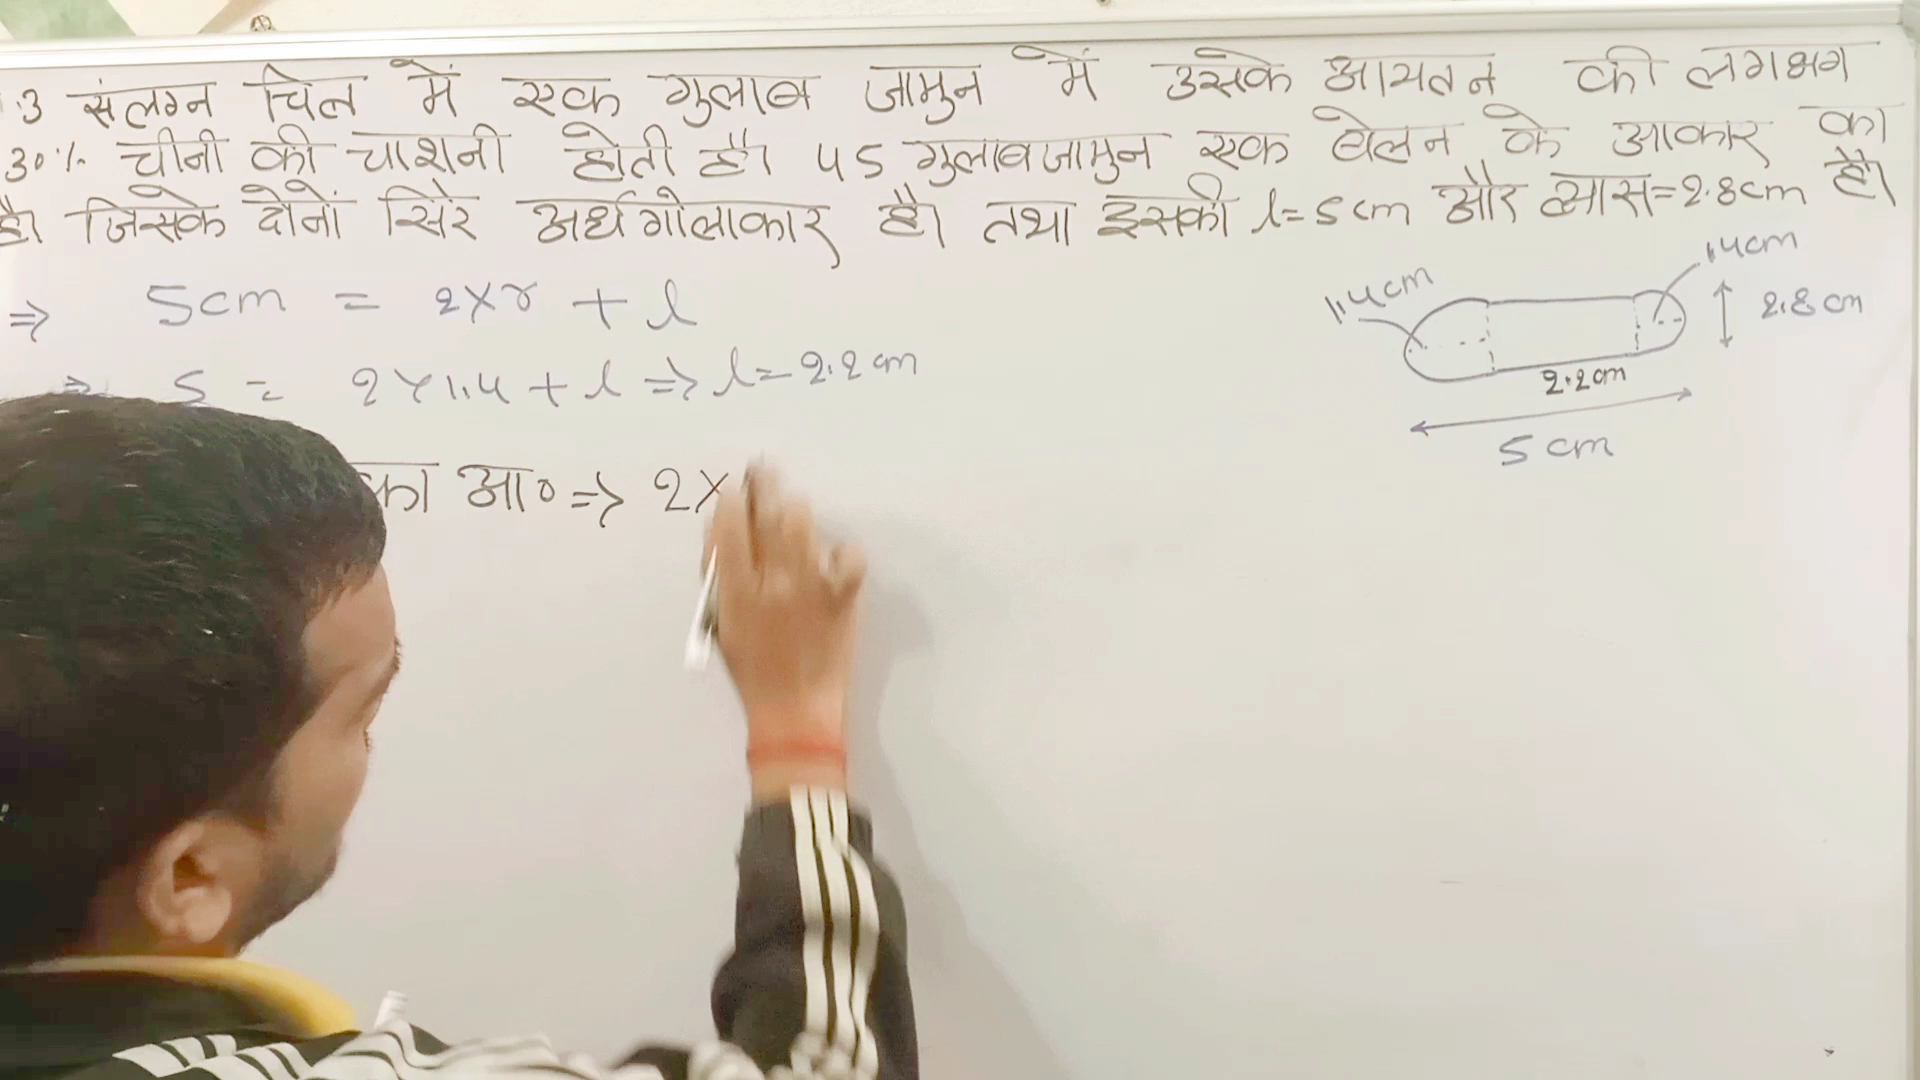 .3 संलग्न चित्र में एक गुलाब जामुन में उसके आयतन की लगभग
30% चीनी की चाशनी होती है। 45 गुलाबजामुन एक बेलन के आकार का
है। जिसके दोनों सिरे अर्धगोलाकार है। तथा इसकी l=5cm और व्यास=2.8cm है।
⇒ 5cm = 2×r + l
⇒ 5 = 2×1.4 + l ⇒ l=2.2cm
का आ० ⇒ 2×
1.4cm
1.4cm
2.8cm
2.2cm
5cm